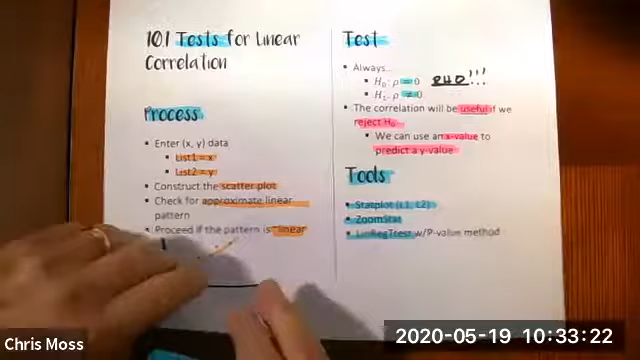 10.1 Tests for Linear
Correlation
Process
▪ Enter (x, y) data
▪ List1 = x
▪ List2 = y
▪ Construct the scatter plot
▪ Check for approximate linear
pattern
▪ Proceed if the pattern is "linear
Test
▪ Always...
▪ H₀: ρ = 0 RHO!!!
▪ H₁: ρ ≠ 0
▪ The correlation will be useful if we
reject H₀
▪ We can use an x-value to
predict a y-value
Tools
▪ Statplot (L1, L2)
▪ ZoomStat
▪ LinRegTTest w/P-value method
Chris Moss
2020-05-19 10:33:22